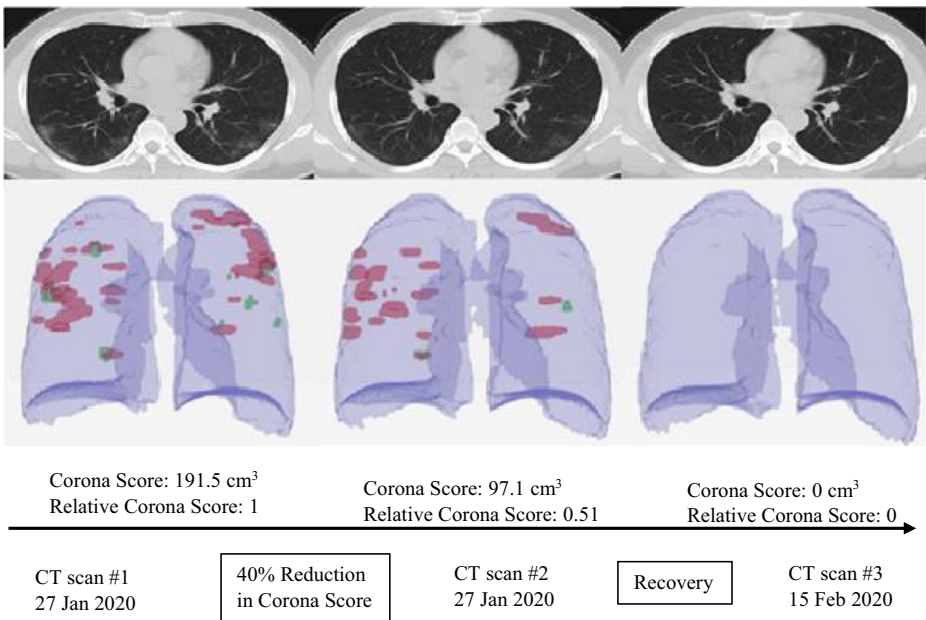 Corona Score: 191.5 cm³
Relative Corona Score: 1
Corona Score: 97.1 cm³
Relative Corona Score: 0.51
Corona Score: 0 cm³
Relative Corona Score: 0
CT scan #1
27 Jan 2020
40% Reduction
in Corona Score
CT scan #2
27 Jan 2020
Recovery
CT scan #3
15 Feb 2020